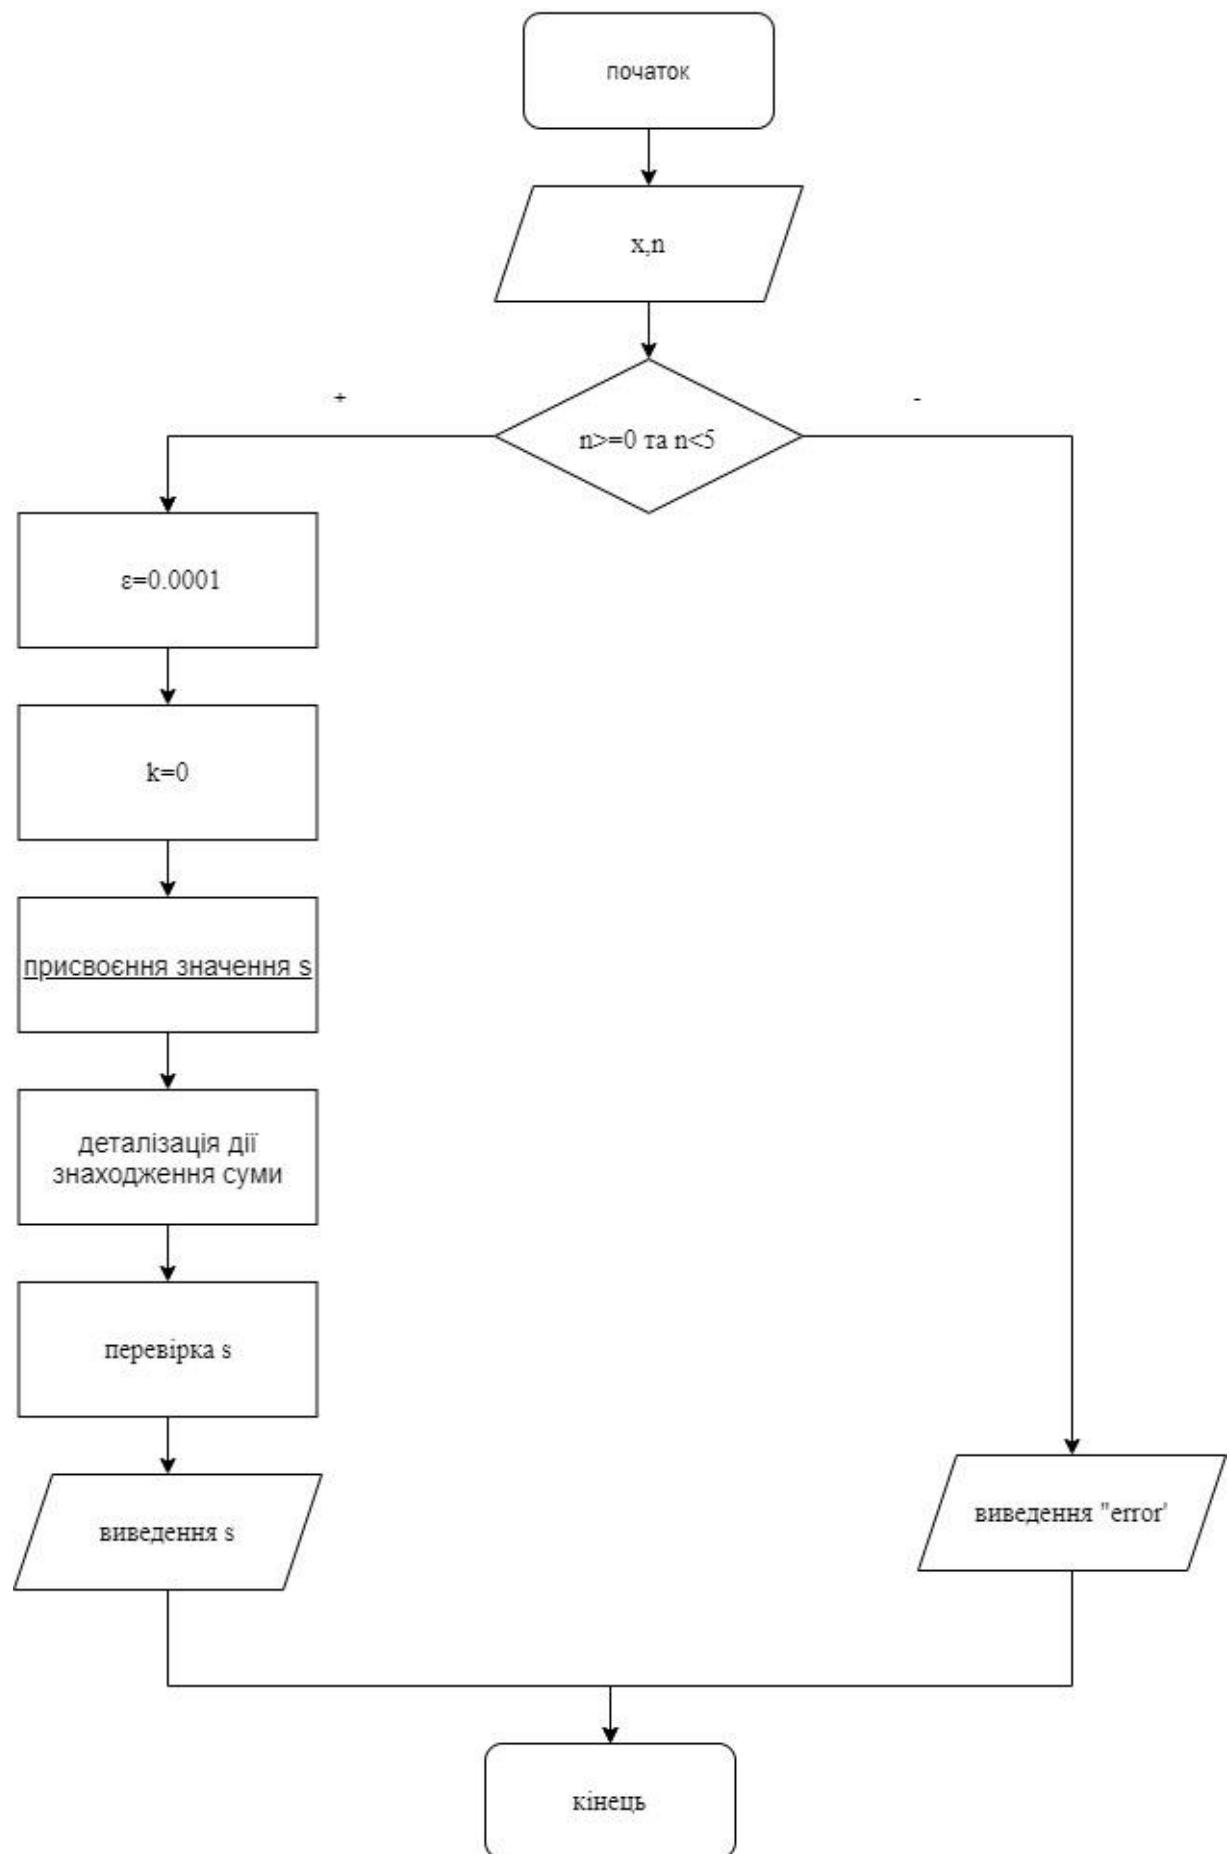 початок
x,n
+
-
n>=0 та n<5
ε=0.0001
k=0
присвоєння значення s
деталізація дії
знаходження суми
перевірка s
виведення s
виведення "error'
кінець